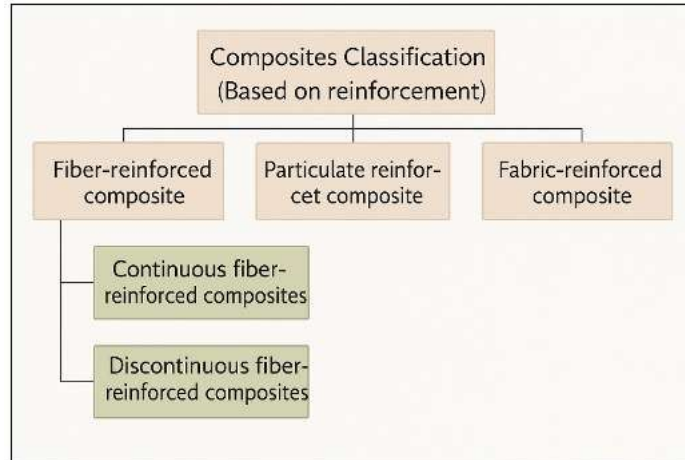 Composites Classification
(Based on reinforcement)
Fiber-reinforced
composite
Particulate reinfor-
cet composite
Fabric-reinforced
composite
Continuous fiber-
reinforced composites
Discontinuous fiber-
reinforced composites